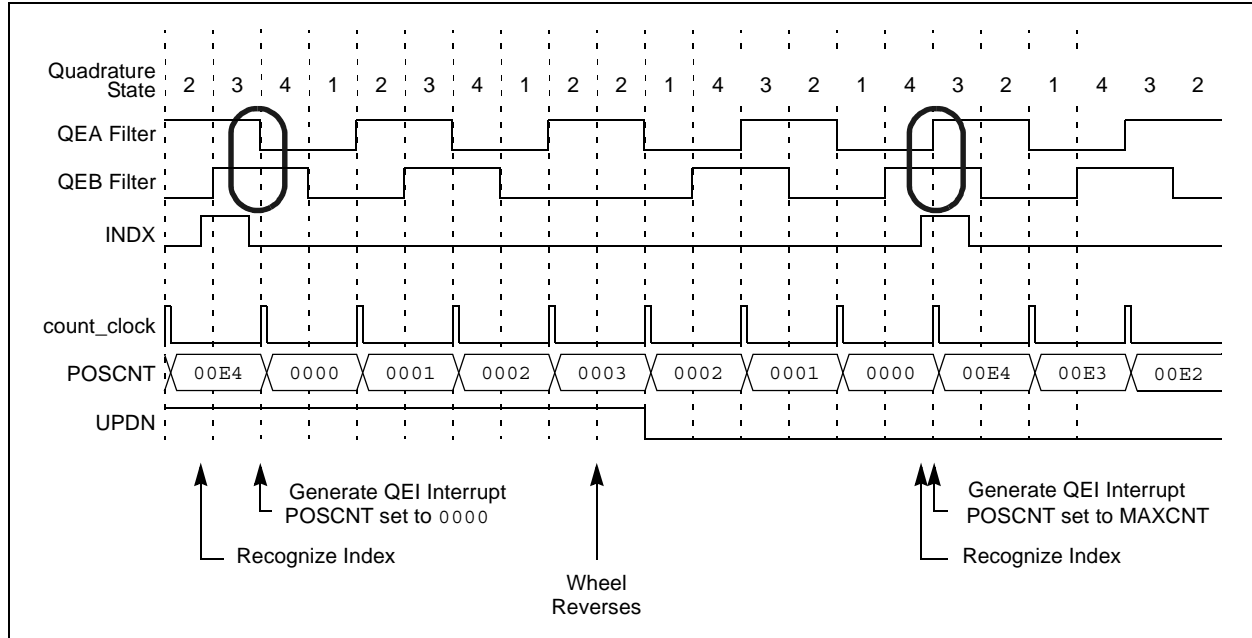 Quadrature
State 2 3 4 1 2 3 4 1 2 2 1 4 3 2 1 4 3 2 1 4 3 2
QEA Filter
QEB Filter
INDX
count_clock
POSCNT 00E4 0000 0001 0002 0003 0002 0001 0000 00E4 00E3 00E2
UPDN
Generate QEI Interrupt
POSCNT set to 0000
Recognize Index
Wheel
Reverses
Generate QEI Interrupt
POSCNT set to MAXCNT
Recognize Index